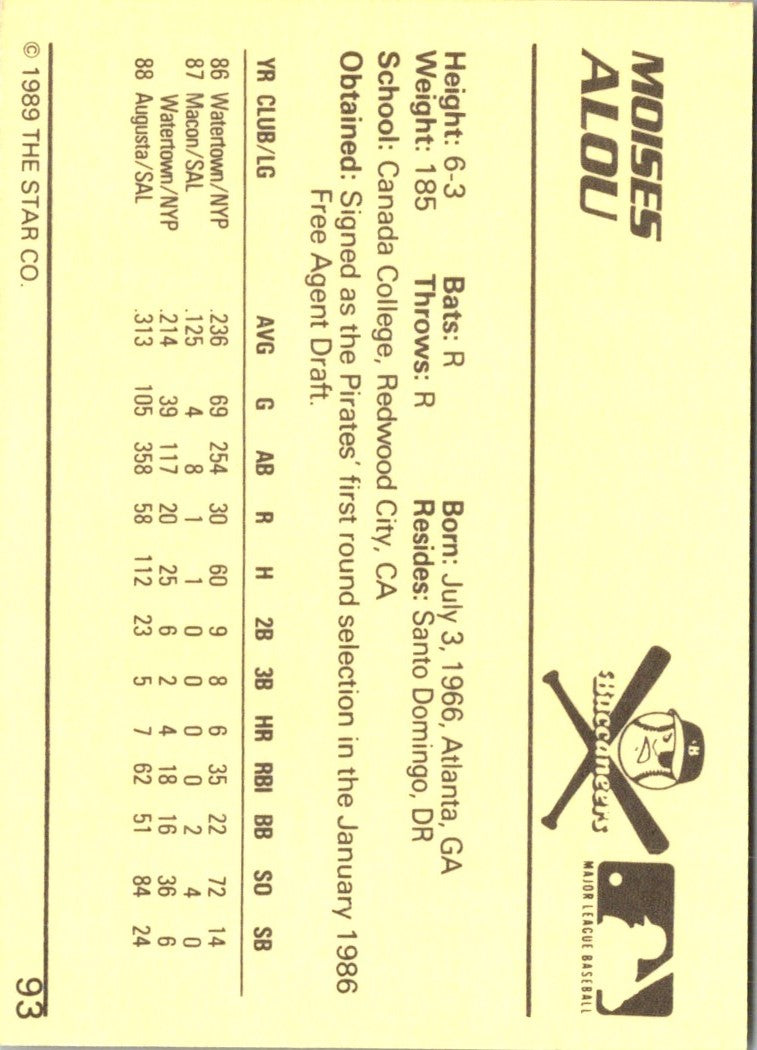 MOISES
ALOU
Buccaneers
B
MAJOR LEAGUE BASEBALL
Height: 6-3 Bats: R Born: July 3, 1966, Atlanta, GA
Weight: 185 Throws: R Resides: Santo Domingo, DR
School: Canada College, Redwood City, CA
Obtained: Signed as the Pirates' first round selection in the January 1986
Free Agent Draft.
YR CLUB/LG AVG G AB R H 2B 3B HR RBI BB SO SB
86 Watertown/NYP .236 69 254 30 60 9 8 6 35 22 72 14
87 Macon/SAL .125 4 8 1 1 0 0 0 0 2 4 0
Watertown/NYP .214 39 117 20 25 6 2 4 18 16 36 6
88 Augusta/SAL .313 105 358 58 112 23 5 7 62 51 84 24
© 1989 THE STAR CO.
93